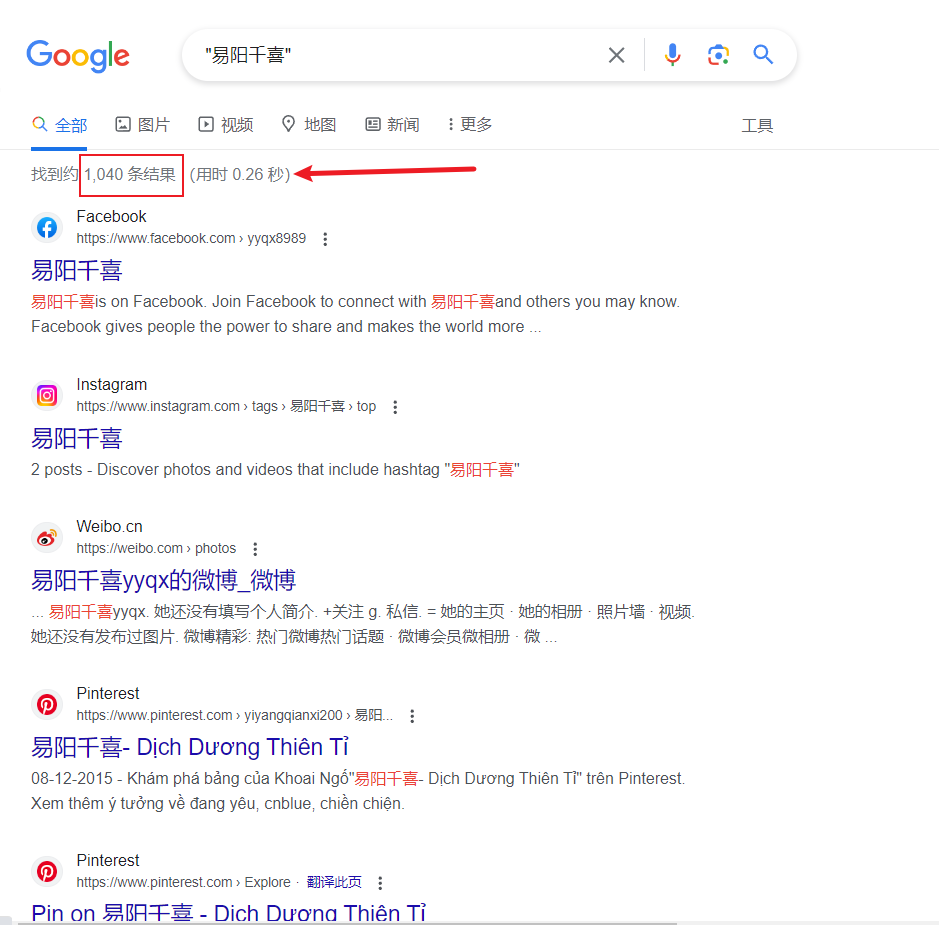 Google
"易阳千喜"
全部 图片 视频 地图 新闻 更多 工具
找到约 1,040 条结果 (用时 0.26 秒)
Facebook
https://www.facebook.com › yyqx8989
易阳千喜
易阳千喜is on Facebook. Join Facebook to connect with 易阳千喜and others you may know.
Facebook gives people the power to share and makes the world more ...
Instagram
https://www.instagram.com › tags › 易阳千喜 › top
易阳千喜
2 posts - Discover photos and videos that include hashtag "易阳千喜"
Weibo.cn
https://weibo.com › photos
易阳千喜yyqx的微博_微博
... 易阳千喜yyqx. 她还没有填写个人简介. +关注 g. 私信. = 她的主页 · 她的相册 · 照片墙 · 视频.
她还没有发布过图片. 微博精彩: 热门微博热门话题 · 微博会员微相册 · 微 ...
Pinterest
https://www.pinterest.com › yiyangqianxi200 › 易阳...
易阳千喜- Dịch Dương Thiên Tỉ
08-12-2015 - Khám phá bảng của Khoai Ngố"易阳千喜- Dịch Dương Thiên Tỉ" trên Pinterest.
Xem thêm ý tưởng về đang yêu, cnblue, chiền chiện.
Pinterest
https://www.pinterest.com › Explore · 翻译此页
Pin on 易阳千喜 - Dịch Dương Thiên Tỉ